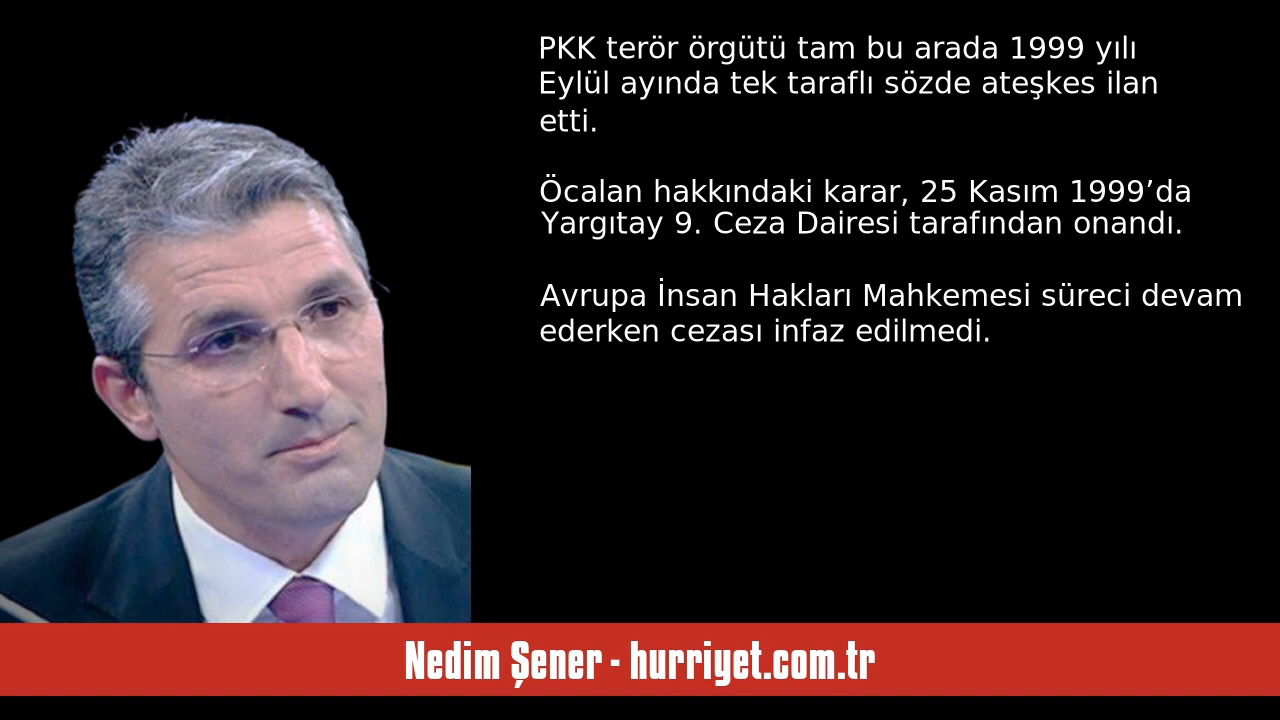 PKK terör örgütü tam bu arada 1999 yılı
Eylül ayında tek taraflı sözde ateşkes ilan
etti.
Öcalan hakkındaki karar, 25 Kasım 1999’da
Yargıtay 9. Ceza Dairesi tarafından onandı.
Avrupa İnsan Hakları Mahkemesi süreci devam
ederken cezası infaz edilmedi.
Nedim Şener - hurriyet.com.tr